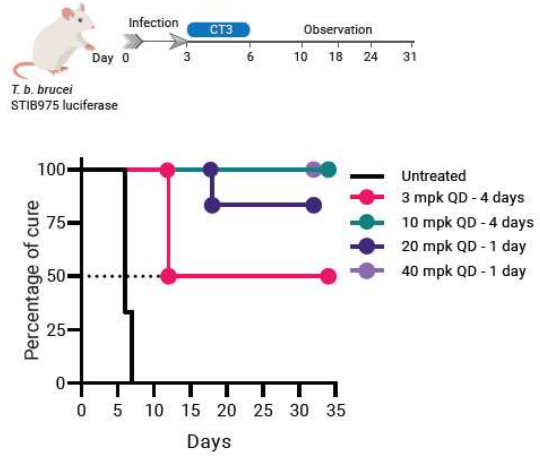 Infection
CT3
Observation
Day 0 3 6 10 18 24 31
T. b. brucei
STIB975 luciferase
Percentage of cure
100
75
50
25
0
0 5 10 15 20 25 30 35
Days
Untreated
3 mpk QD - 4 days
10 mpk QD - 4 days
20 mpk QD - 1 day
40 mpk QD - 1 day